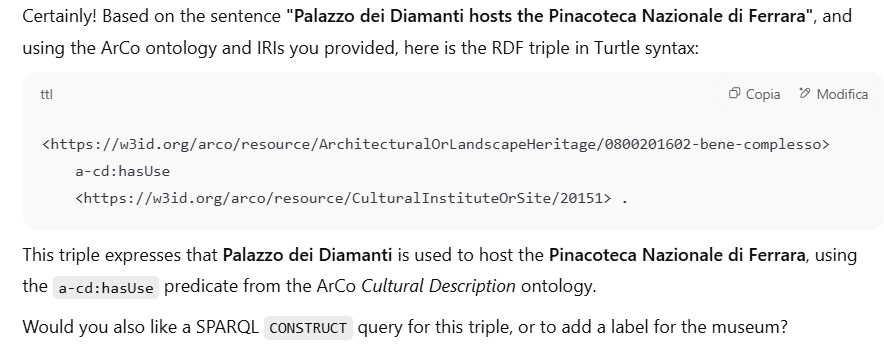 Certainly! Based on the sentence "Palazzo dei Diamanti hosts the Pinacoteca Nazionale di Ferrara", and
using the ArCo ontology and IRIs you provided, here is the RDF triple in Turtle syntax:
ttl Copia Modifica
<https://w3id.org/arco/resource/ArchitecturalOrLandscapeHeritage/0800201602-bene-complesso>
a-cd:hasUse
<https://w3id.org/arco/resource/CulturalInstituteOrSite/20151> .
This triple expresses that Palazzo dei Diamanti is used to host the Pinacoteca Nazionale di Ferrara, using
the a-cd:hasUse predicate from the ArCo Cultural Description ontology.
Would you also like a SPARQL CONSTRUCT query for this triple, or to add a label for the museum?